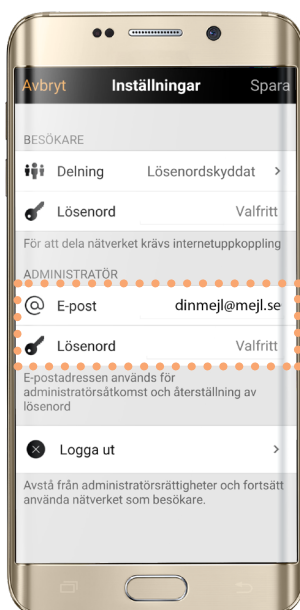 Avbryt Inställningar Spara
BESÖKARE
Delning Lösenordskyddat >
Lösenord Valfritt
För att dela nätverket krävs internetuppkoppling
ADMINISTRATÖR
@ E-post dinmejl@mejl.se
Lösenord Valfritt
E-postadressen används för
administratörsåtkomst och återställning av
lösenord
Logga ut >
Avstå från administratörsrättigheter och fortsätt
använda nätverket som besökare.